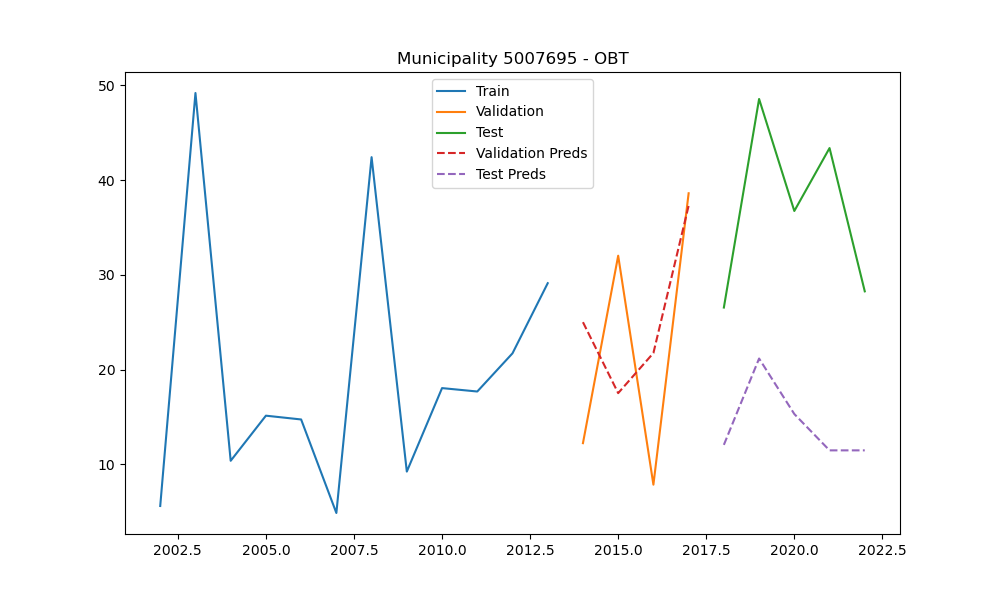 Municipality 5007695 - OBT
Train
Validation
Test
Validation Preds
Test Preds
50
40
30
20
10
2002.5 2005.0 2007.5 2010.0 2012.5 2015.0 2017.5 2020.0 2022.5